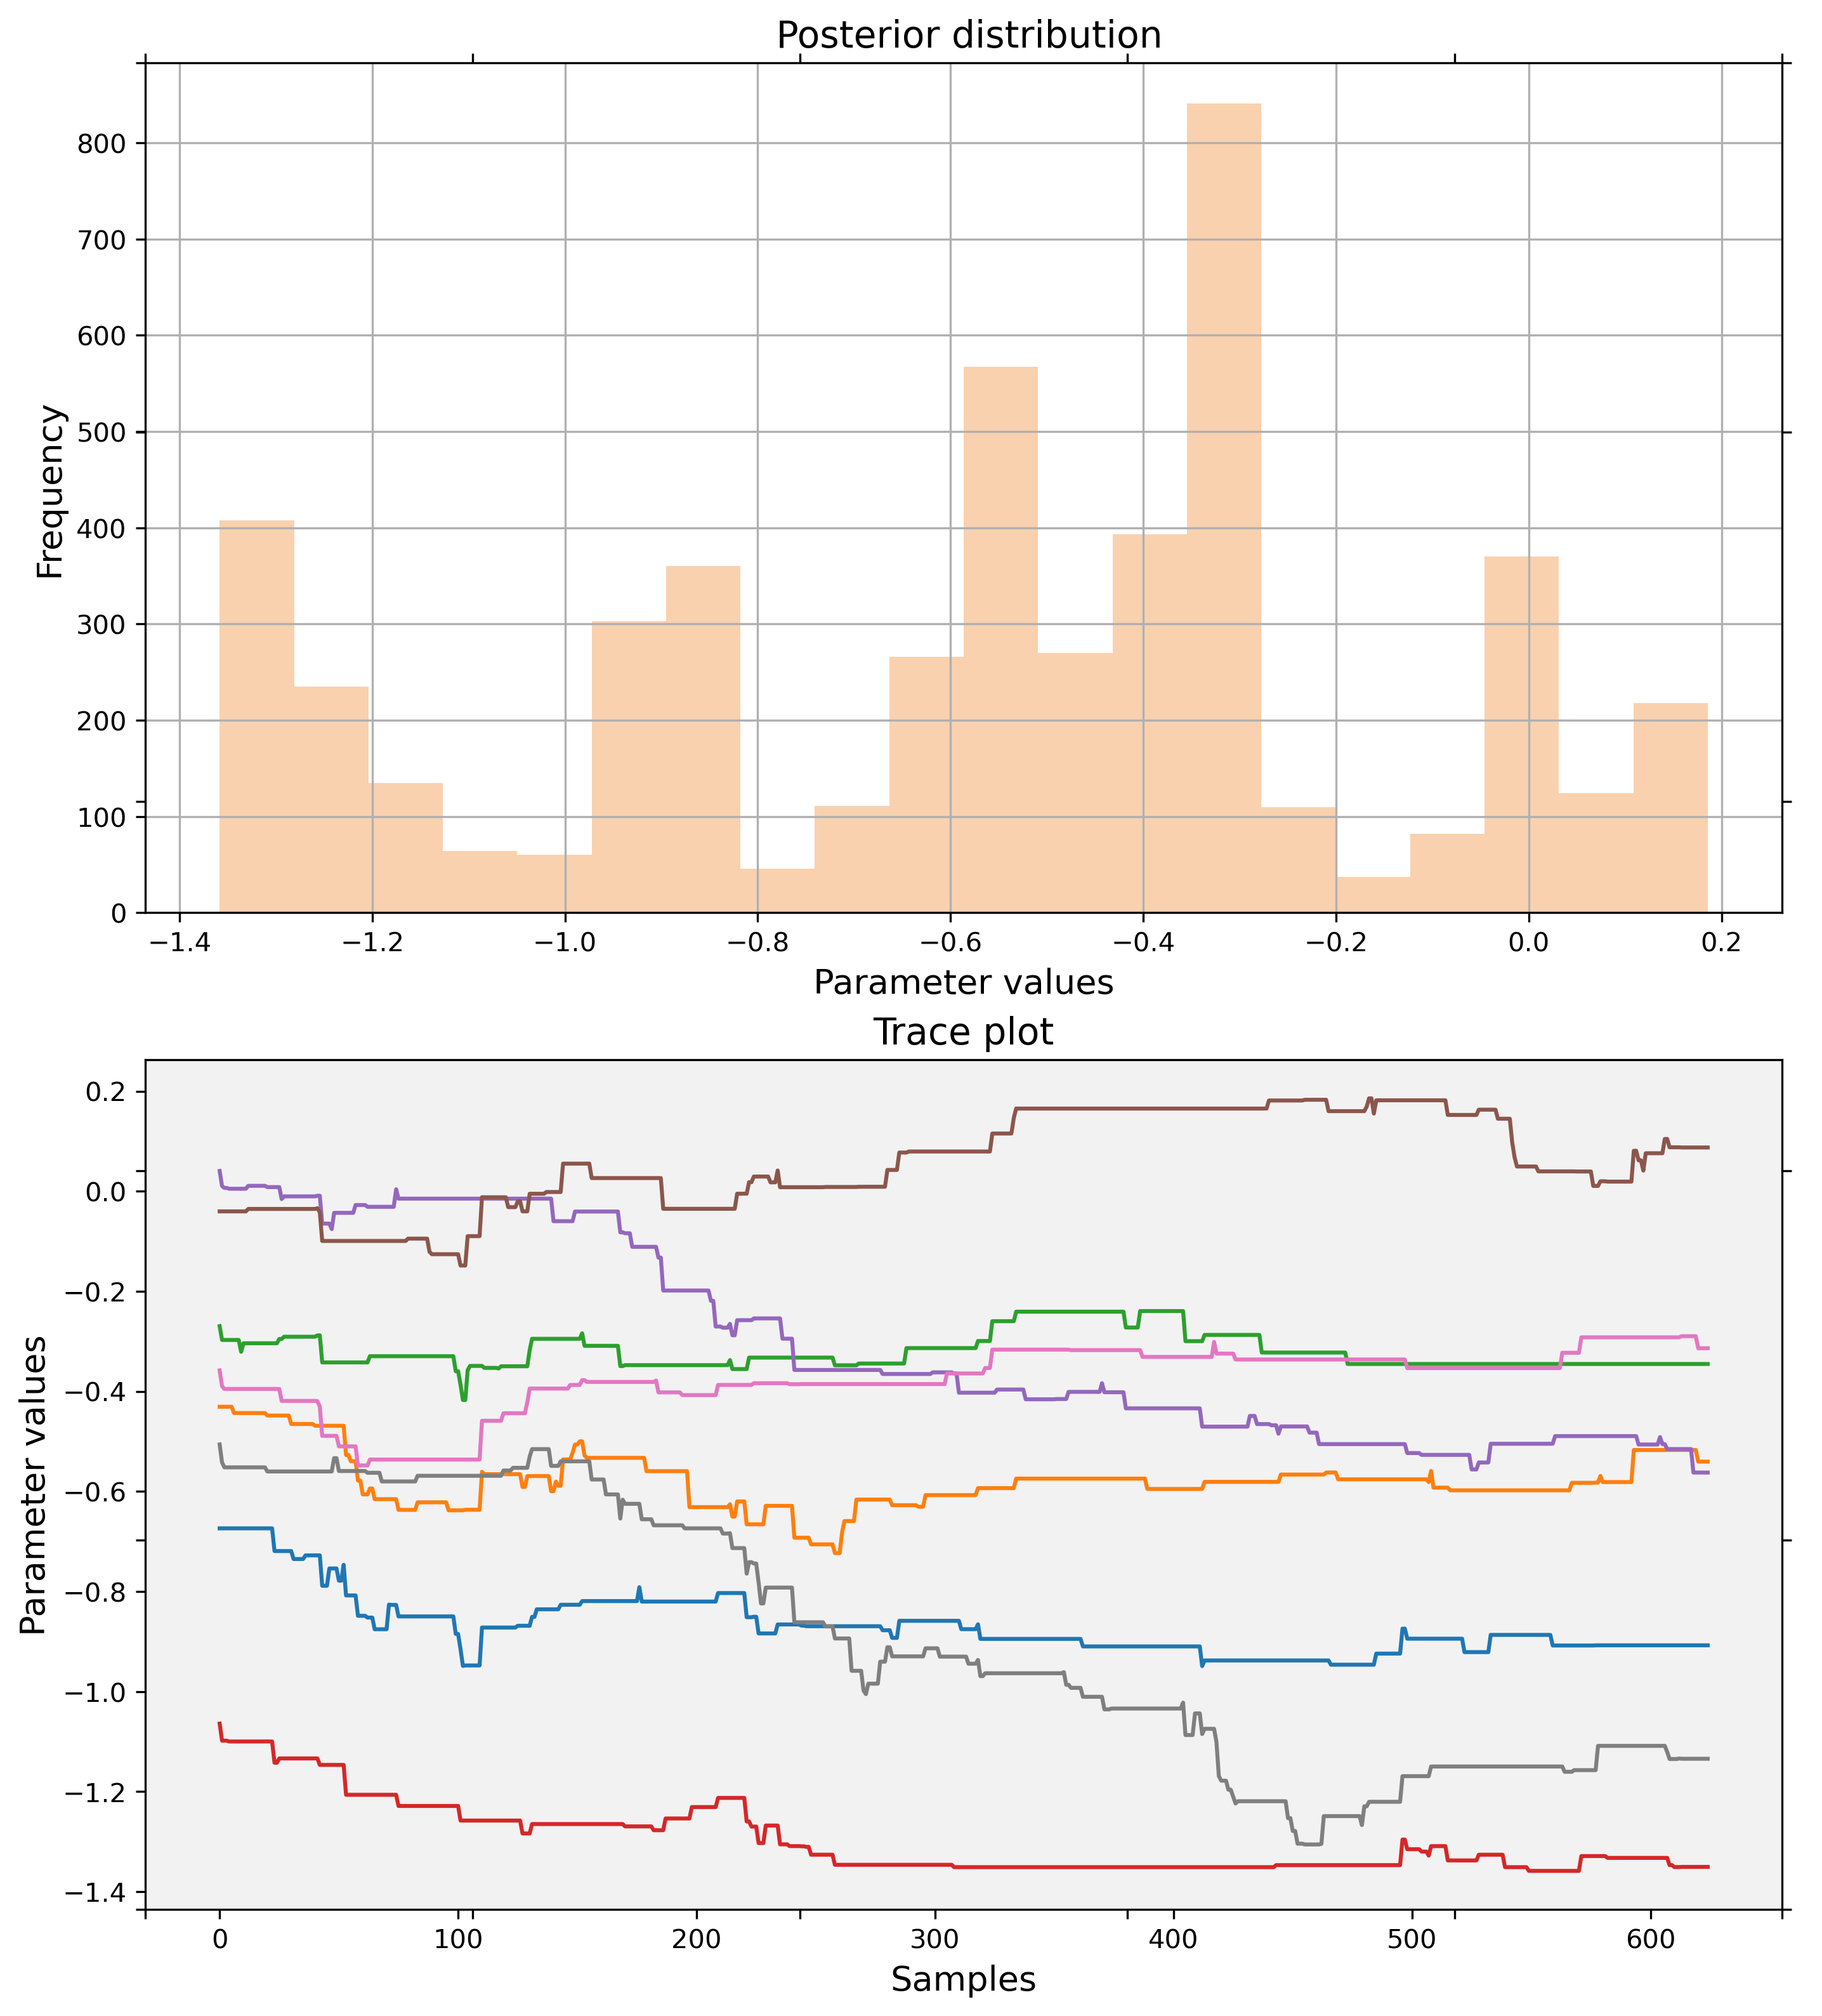 Posterior distribution
800
700
600
500
400
300
200
100
0
Frequency
−1.4 −1.2 −1.0 −0.8 −0.6 −0.4 −0.2 0.0 0.2
Parameter values
Trace plot
0.2
0.0
−0.2
−0.4
−0.6
−0.8
−1.0
−1.2
−1.4
Parameter values
0 100 200 300 400 500 600
Samples